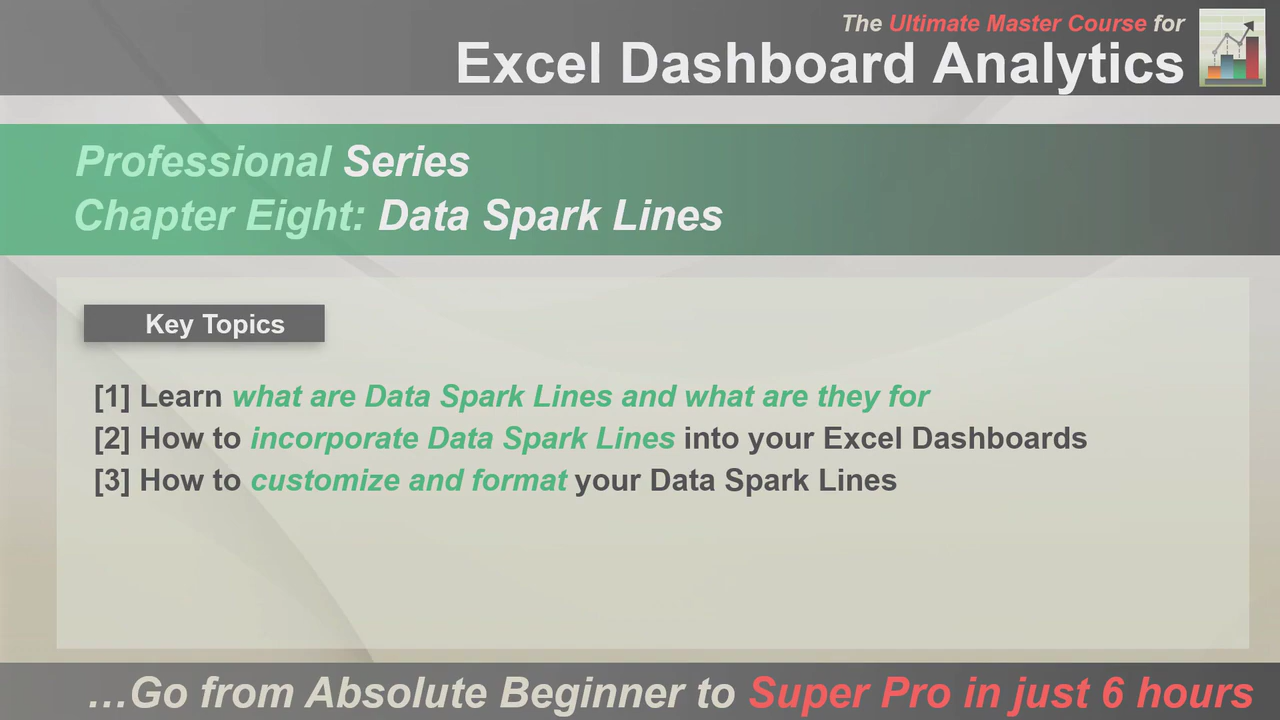 The Ultimate Master Course for
Excel Dashboard Analytics
Professional Series
Chapter Eight: Data Spark Lines
Key Topics
[1] Learn what are Data Spark Lines and what are they for
[2] How to incorporate Data Spark Lines into your Excel Dashboards
[3] How to customize and format your Data Spark Lines
…Go from Absolute Beginner to Super Pro in just 6 hours